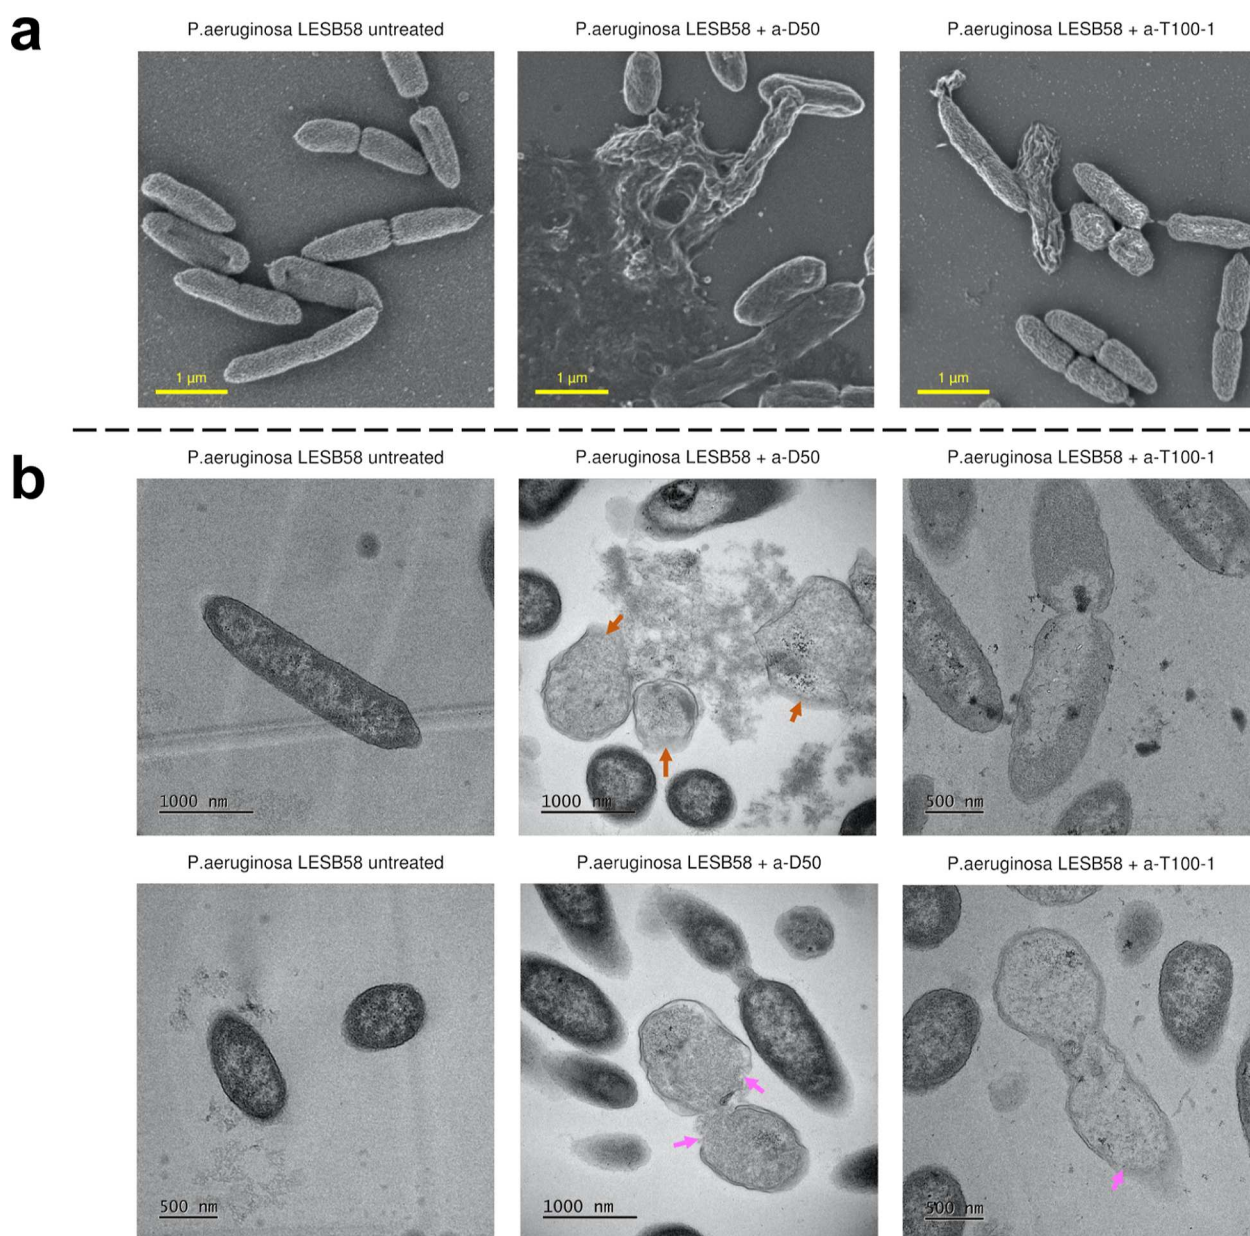 a
P.aeruginosa LESB58 untreated
P.aeruginosa LESB58 + a-D50
P.aeruginosa LESB58 + a-T100-1
1 µm
1 µm
1 µm
b
P.aeruginosa LESB58 untreated
P.aeruginosa LESB58 + a-D50
P.aeruginosa LESB58 + a-T100-1
1000 nm
1000 nm
500 nm
P.aeruginosa LESB58 untreated
P.aeruginosa LESB58 + a-D50
P.aeruginosa LESB58 + a-T100-1
500 nm
1000 nm
500 nm